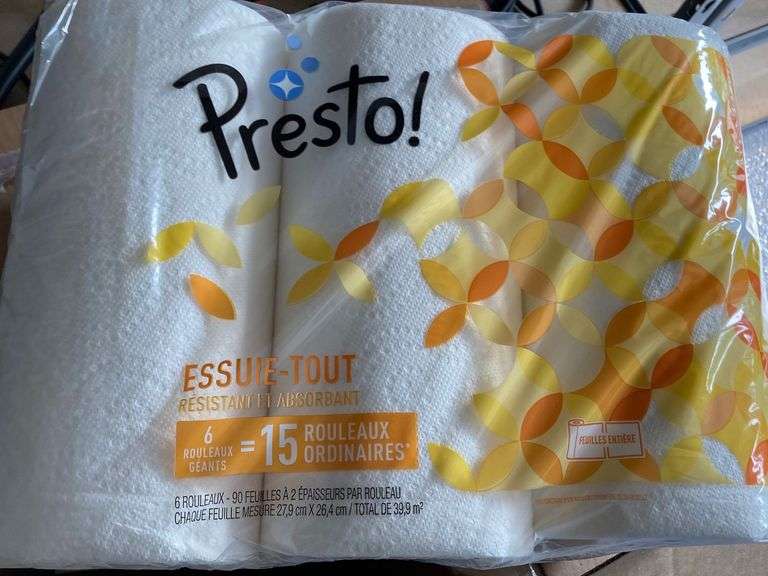 Presto!
ESSUIE-TOUT
RÉSISTANT ET ABSORBANT
6
ROULEAUX
GÉANTS
= 15 ROULEAUX
ORDINAIRES*
FEUILLES ENTIÈRE
6 ROULEAUX - 90 FEUILLES À 2 ÉPAISSEURS PAR ROULEAU
CHAQUE FEUILLE MESURE 27,9 cm X 26,4 cm / TOTAL DE 39,9 m²